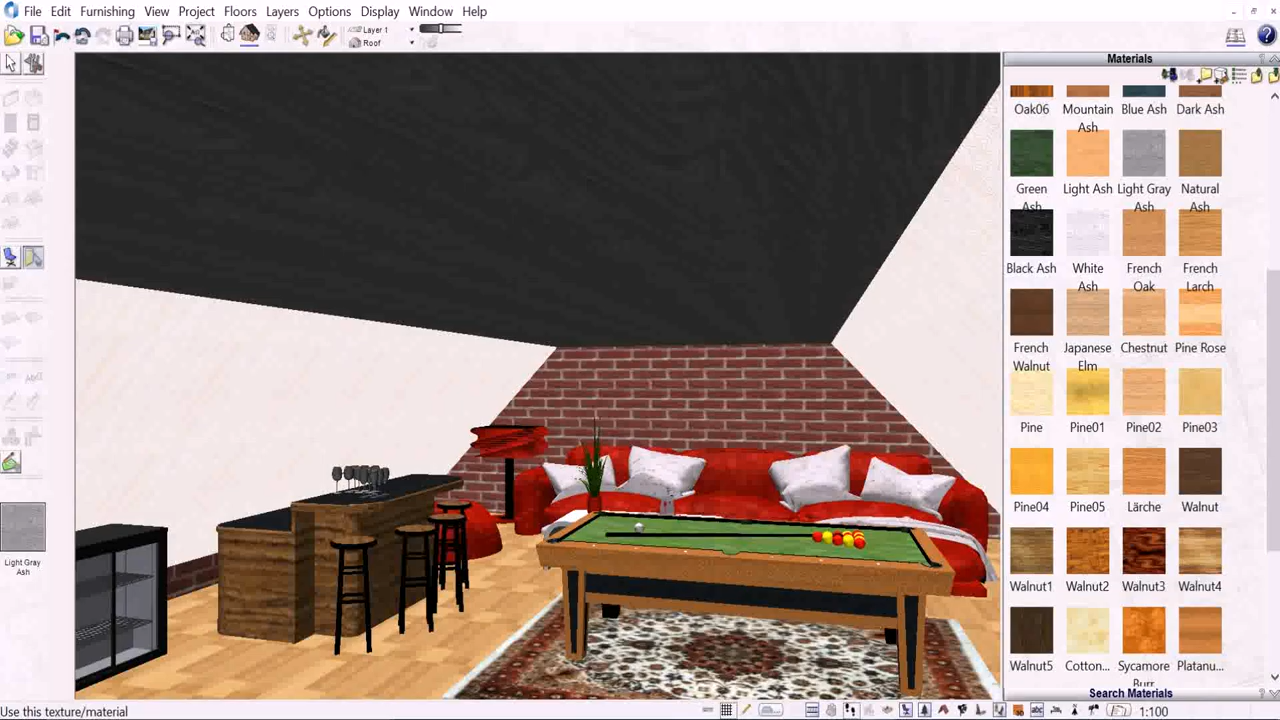 File Edit Furnishing View Project Floors Layers Options Display Window Help
Layer 1
Roof
Materials
Oak06 Mountain Ash Blue Ash Dark Ash
Green Ash Light Ash Light Gray Ash Natural Ash
Black Ash White Ash French Oak French Larch
French Walnut Japanese Elm Chestnut Pine Rose
Pine Pine01 Pine02 Pine03
Pine04 Pine05 Lärche Walnut
Walnut1 Walnut2 Walnut3 Walnut4
Walnut5 Cotton... Sycamore Burr Platanu...
Light Gray
Ash
Search Materials
Use this texture/material
1:100